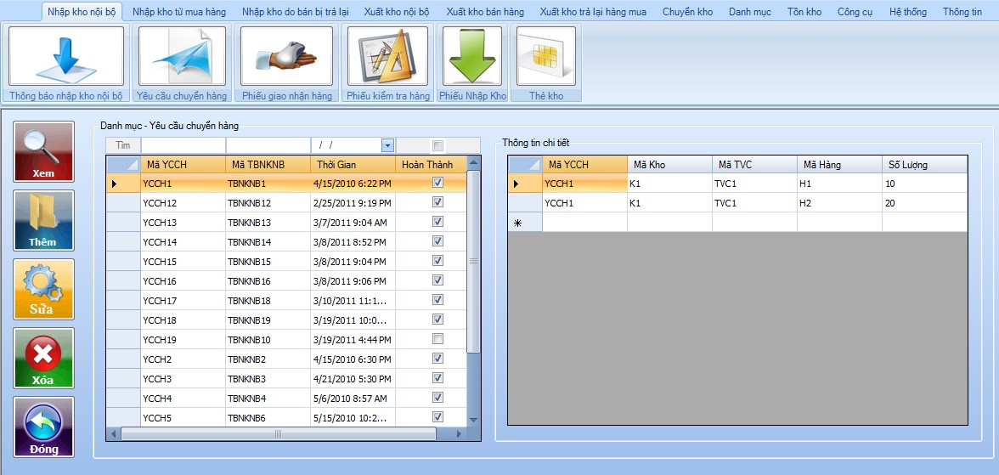 Nhập kho nội bộ Nhập kho từ mua hàng Nhập kho do bán bị trả lại Xuất kho nội bộ Xuất kho bán hàng Xuất kho trả lại hàng mua Chuyển kho Danh mục Tồn kho Công cụ Hệ thống Thông tin
Thông báo nhập kho nội bộ Yêu cầu chuyển hàng Phiếu giao nhận hàng Phiếu kiểm tra hàng Phiếu Nhập Kho Thẻ kho
Xem
Thêm
Sửa
Xóa
Đóng
Danh mục - Yêu cầu chuyển hàng
Tìm / /
Mã YCCH Mã TBNKNB Thời Gian Hoàn Thành
YCCH1 TBNKNB1 4/15/2010 6:22 PM
YCCH12 TBNKNB12 2/25/2011 9:19 PM
YCCH13 TBNKNB13 3/7/2011 9:04 AM
YCCH14 TBNKNB14 3/8/2011 8:52 PM
YCCH15 TBNKNB15 3/8/2011 9:04 PM
YCCH16 TBNKNB16 3/8/2011 9:06 PM
YCCH17 TBNKNB18 3/10/2011 11:1...
YCCH18 TBNKNB19 3/19/2011 10:0...
YCCH19 TBNKNB10 3/19/2011 4:44 PM
YCCH2 TBNKNB2 4/15/2010 6:30 PM
YCCH3 TBNKNB3 4/21/2010 5:30 PM
YCCH4 TBNKNB4 5/6/2010 8:57 AM
YCCH5 TBNKNB6 5/15/2010 10:2...
Thông tin chi tiết
Mã YCCH Mã Kho Mã TVC Mã Hàng Số Lượng
YCCH1 K1 TVC1 H1 10
YCCH1 K1 TVC1 H2 20